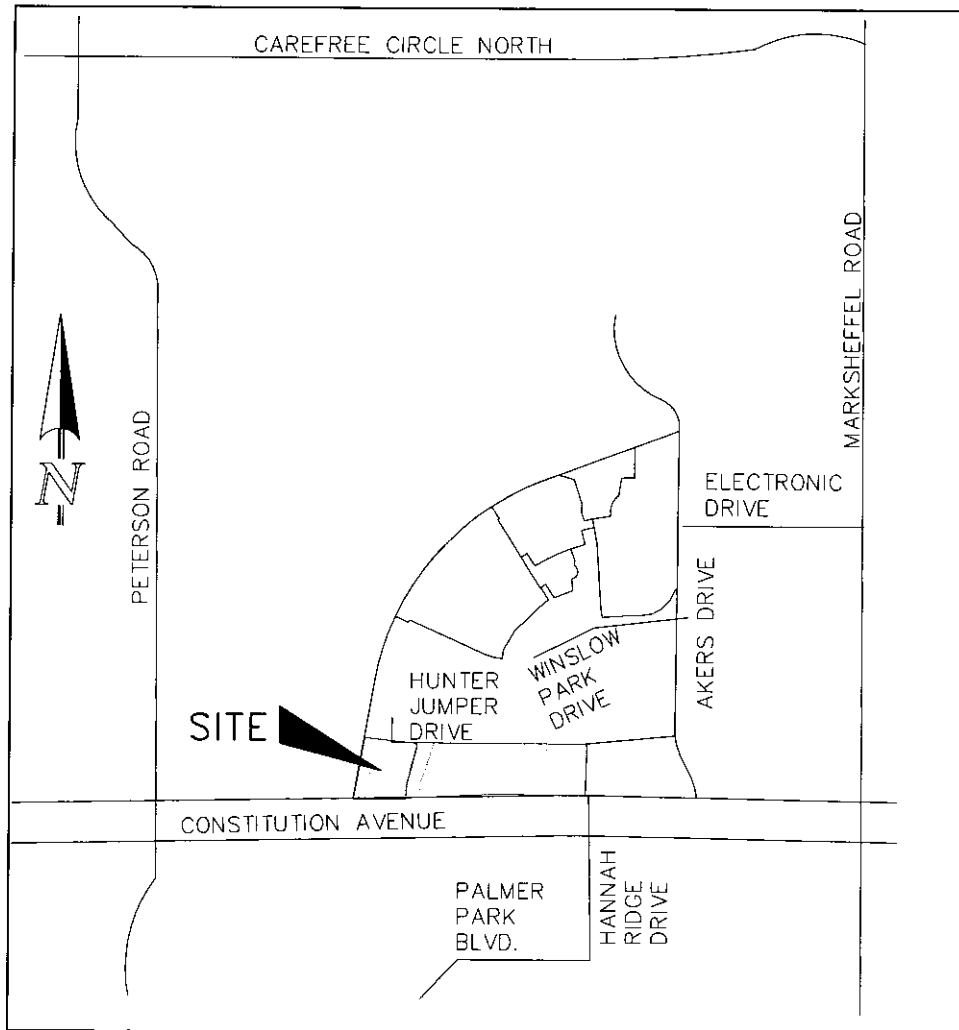 CAREFREE CIRCLE NORTH
MARKSHEFFEL ROAD
PETERSON ROAD
N
ELECTRONIC
DRIVE
AKERS DRIVE
WINSLOW
PARK
DRIVE
HUNTER
JUMPER
DRIVE
SITE
CONSTITUTION AVENUE
PALMER
PARK
BLVD.
HANNAH
RIDGE
DRIVE